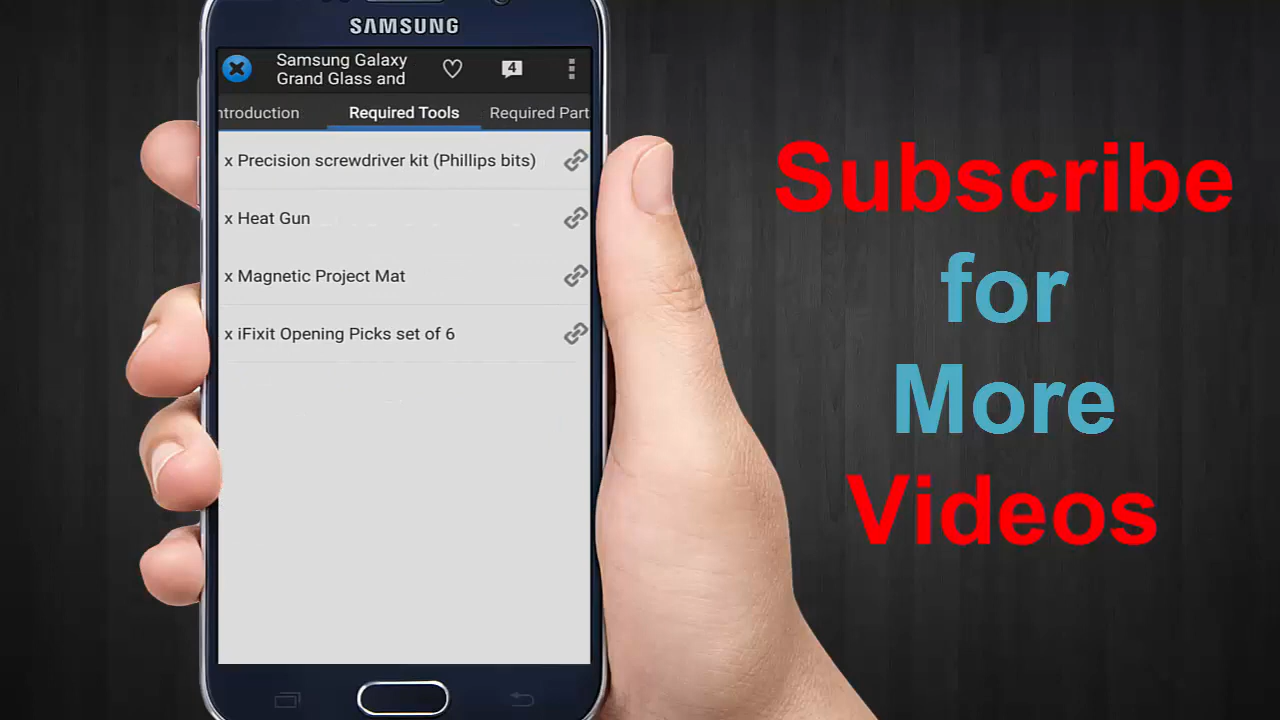 SAMSUNG
Samsung Galaxy
Grand Glass and
4
ntroduction
Required Tools
Required Part
x Precision screwdriver kit (Phillips bits)
x Heat Gun
x Magnetic Project Mat
x iFixit Opening Picks set of 6
Subscribe
for
More
Videos